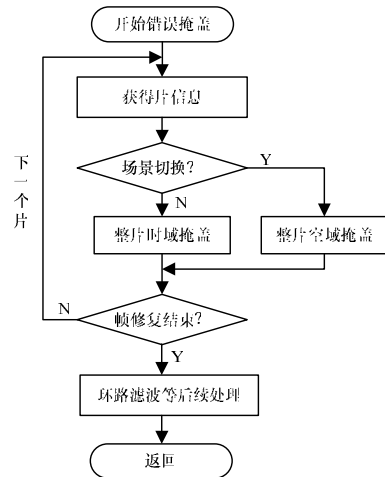 开始错误掩盖
获得片信息
场景切换?
Y
N
整片时域掩盖
整片空域掩盖
下一个片
帧修复结束?
N
Y
环路滤波等后续处理
返回